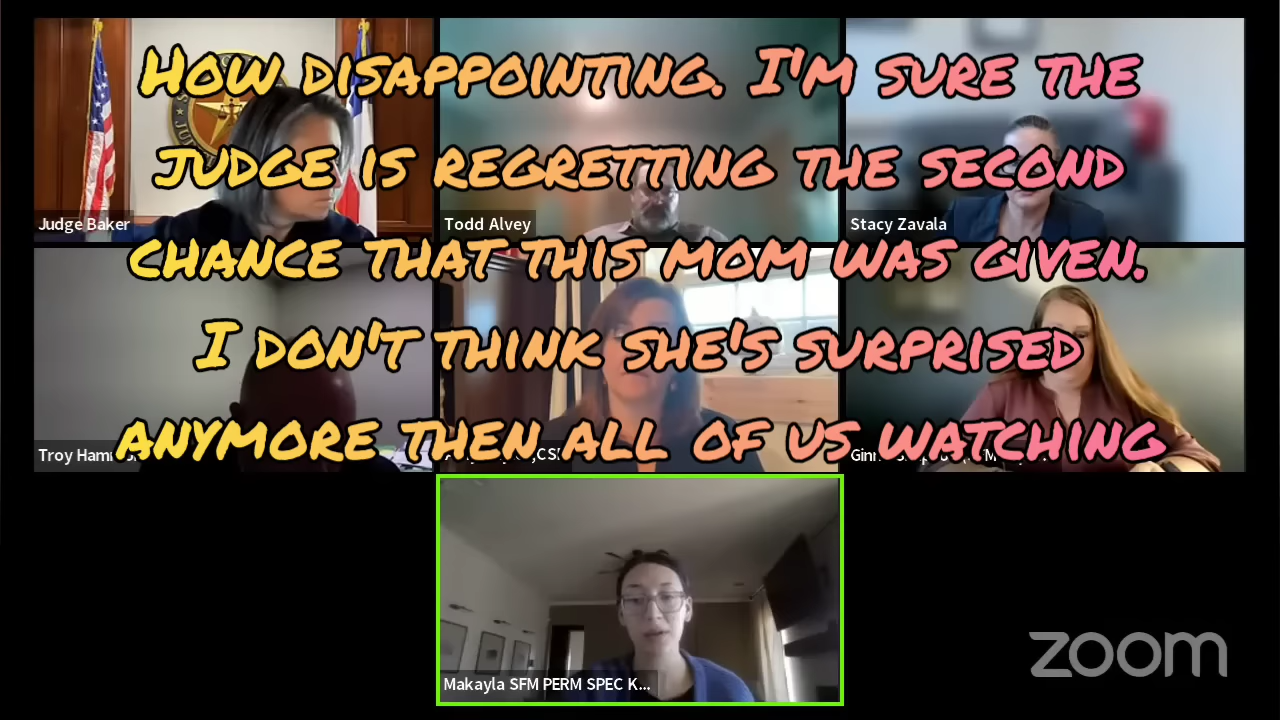 How disappointing. I'm sure the
judge is regretting the second
chance that this mom was given.
I don't think she's surprised
anymore then all of us watching
Judge Baker
Todd Alvey
Stacy Zavala
Troy
Makayla SFM PERM SPEC K...
zoom